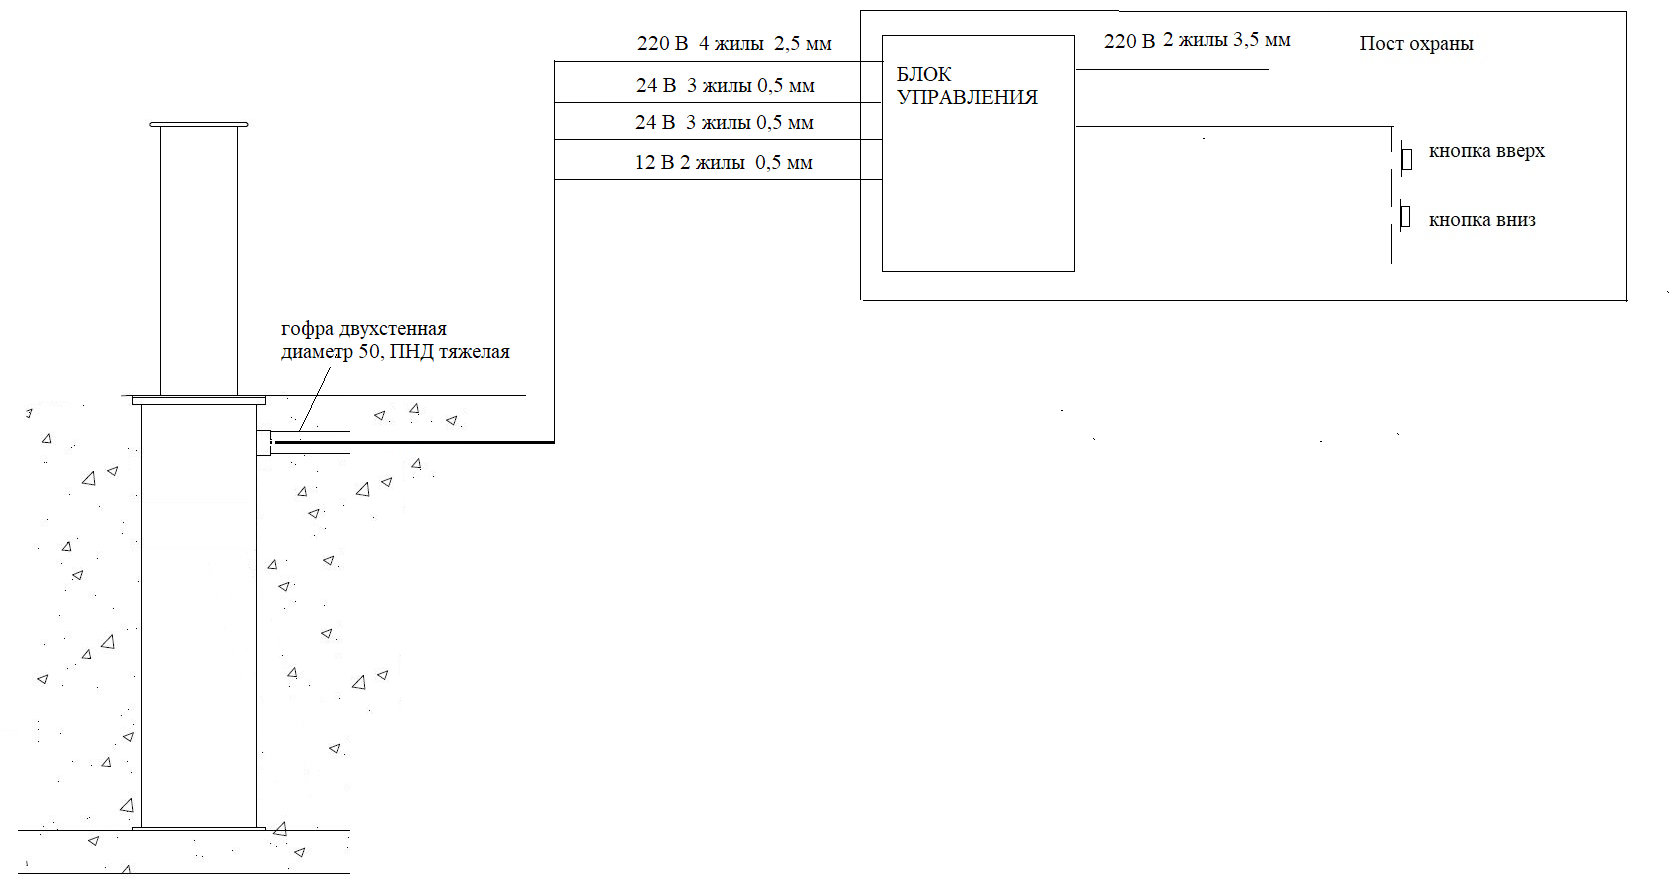 220 В 4 жилы 2,5 мм
24 В 3 жилы 0,5 мм
24 В 3 жилы 0,5 мм
12 В 2 жилы 0,5 мм
БЛОК
УПРАВЛЕНИЯ
220 В 2 жилы 3,5 мм
Пост охраны
кнопка вверх
кнопка вниз
гофра двухстенная
диаметр 50, ПНД тяжелая